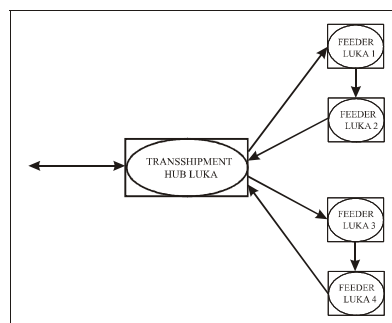 FEEDER
LUKA 1
FEEDER
LUKA 2
TRANSSHIPMENT
HUB LUKA
FEEDER
LUKA 3
FEEDER
LUKA 4